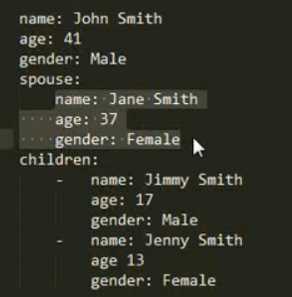 name: John Smith
age: 41
gender: Male
spouse:
    name: Jane Smith
    age: 37
    gender: Female
children:
    -   name: Jimmy Smith
        age: 17
        gender: Male
    -   name: Jenny Smith
        age 13
        gender: Female